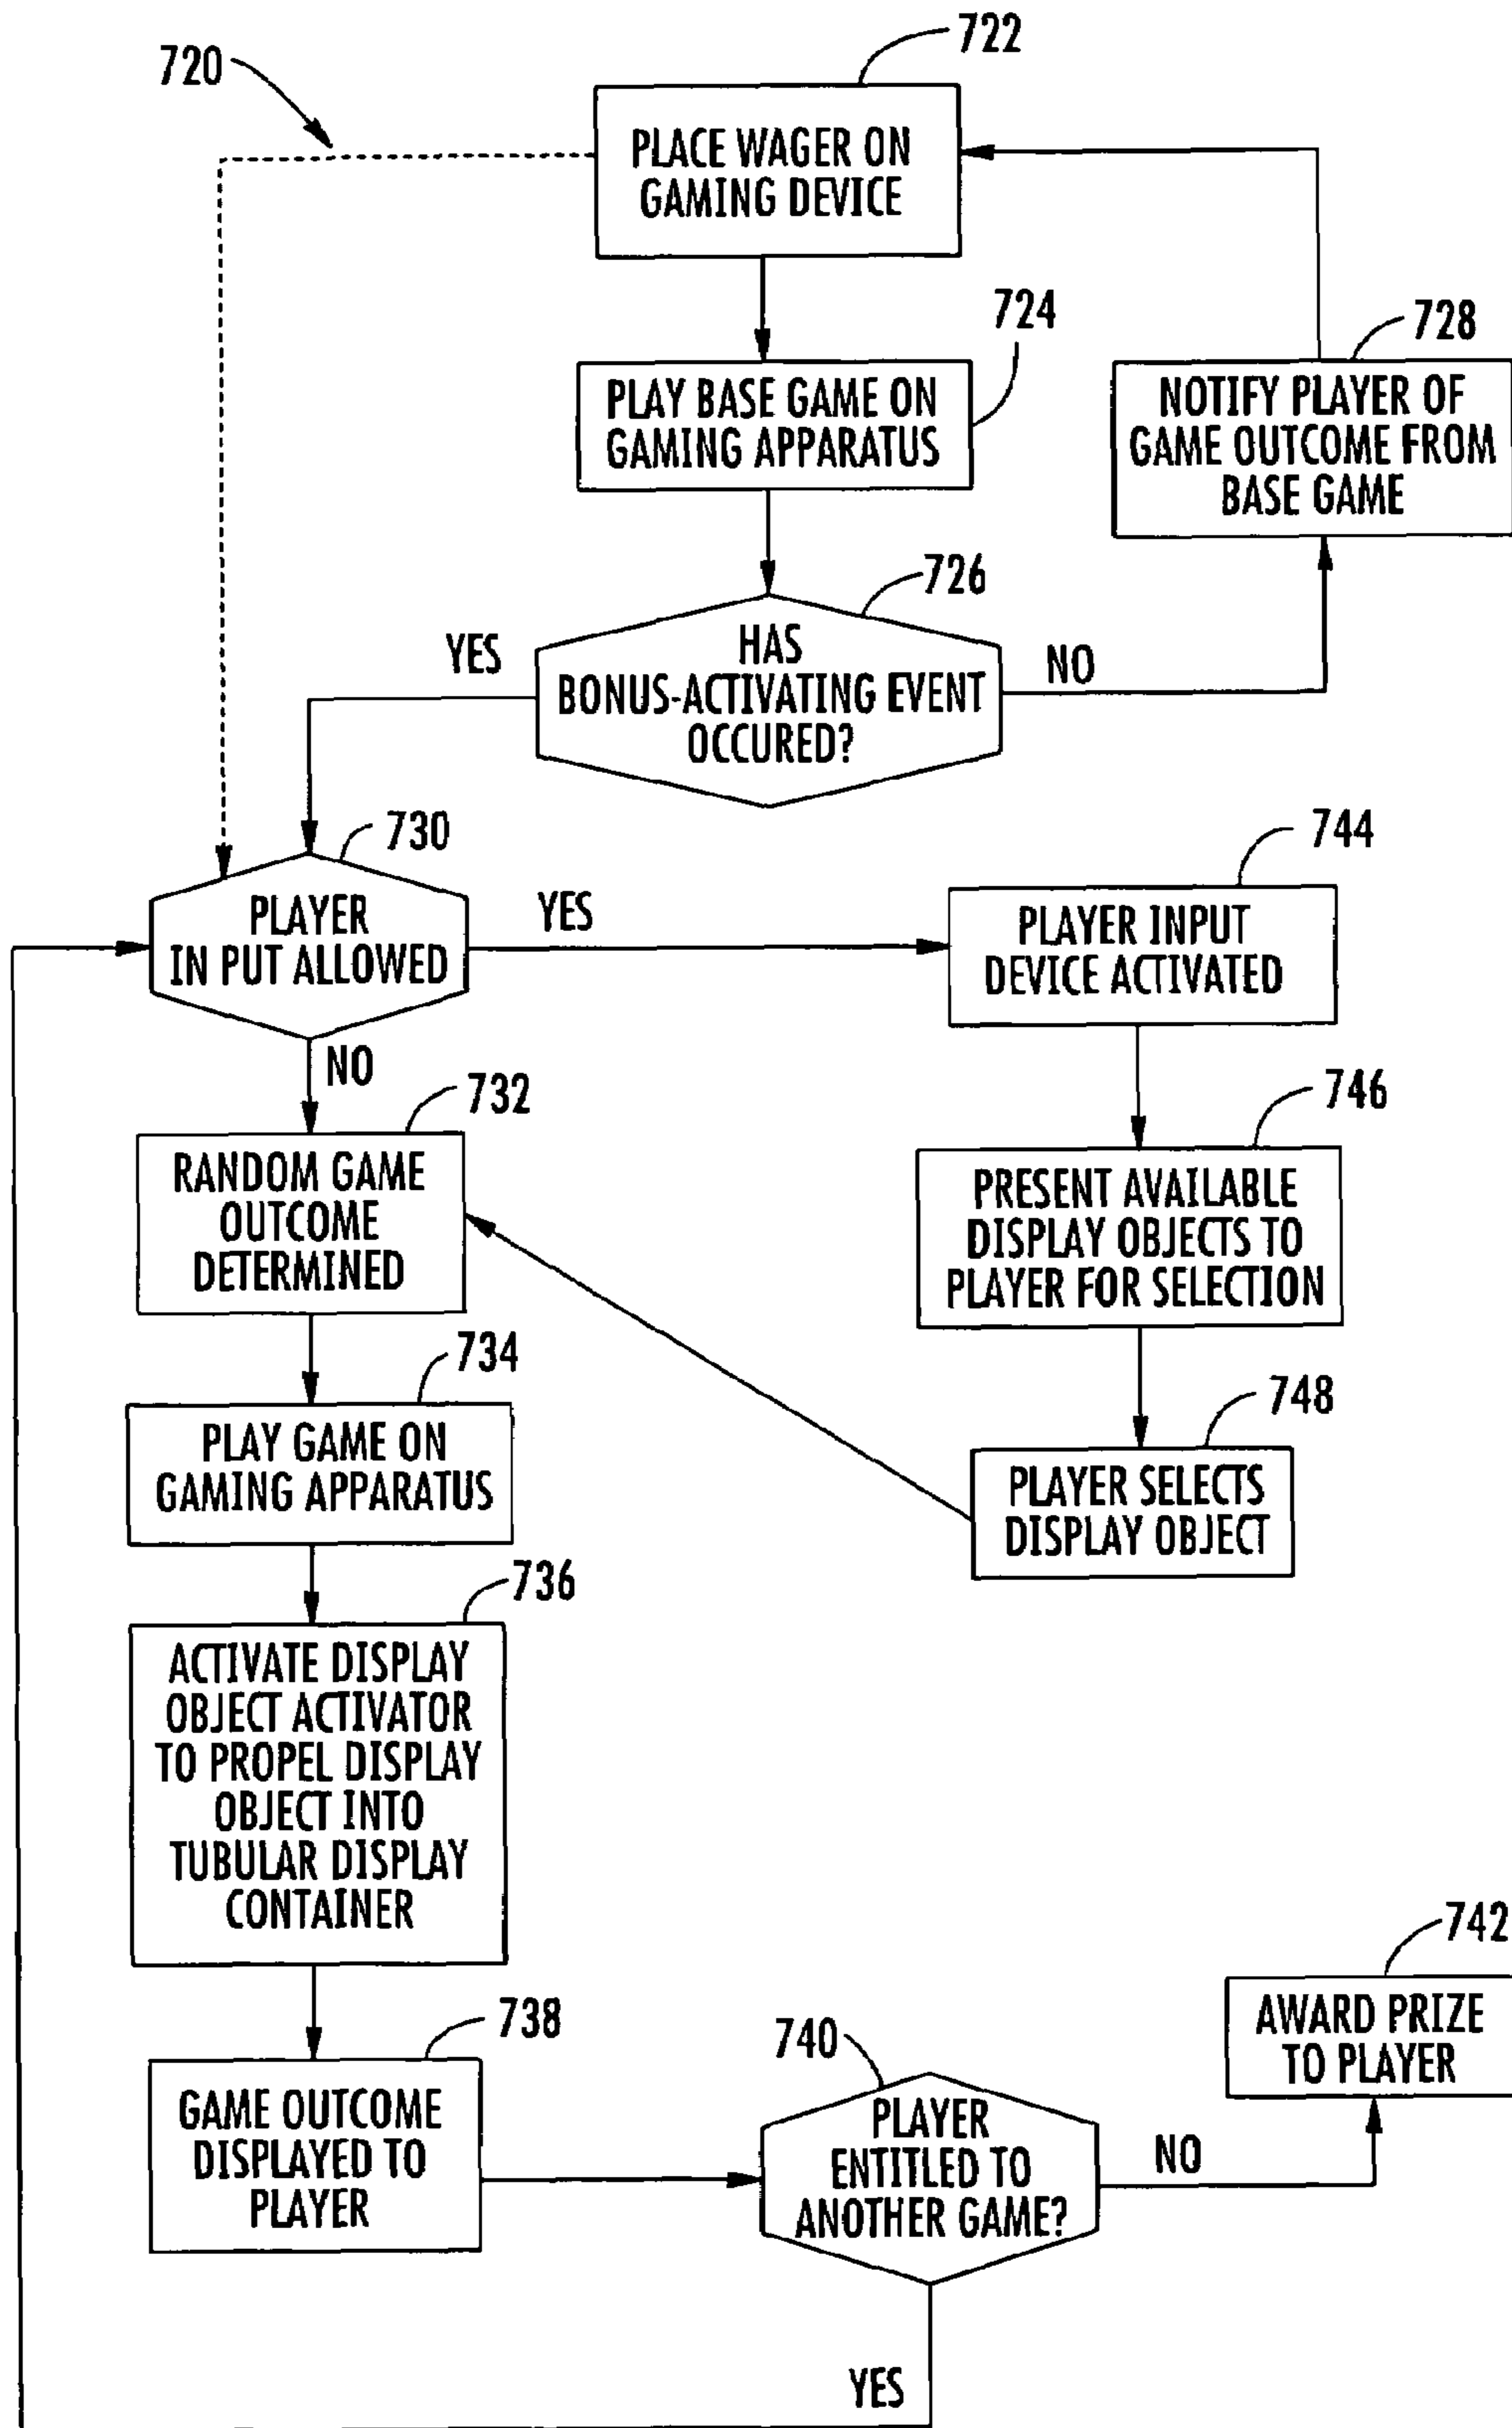 720
722
PLACE WAGER ON
GAMING DEVICE
724
PLAY BASE GAME ON
GAMING APPARATUS
728
NOTIFY PLAYER OF
GAME OUTCOME FROM
BASE GAME
726
HAS
BONUS-ACTIVATING EVENT
OCCURED?
YES
NO
730
PLAYER
IN PUT ALLOWED
YES
NO
744
PLAYER INPUT
DEVICE ACTIVATED
732
RANDOM GAME
OUTCOME
DETERMINED
746
PRESENT AVAILABLE
DISPLAY OBJECTS TO
PLAYER FOR SELECTION
734
PLAY GAME ON
GAMING APPARATUS
748
PLAYER SELECTS
DISPLAY OBJECT
736
ACTIVATE DISPLAY
OBJECT ACTIVATOR
TO PROPEL DISPLAY
OBJECT INTO
TUBULAR DISPLAY
CONTAINER
738
GAME OUTCOME
DISPLAYED TO
PLAYER
740
PLAYER
ENTITLED TO
ANOTHER GAME?
NO
742
AWARD PRIZE
TO PLAYER
YES